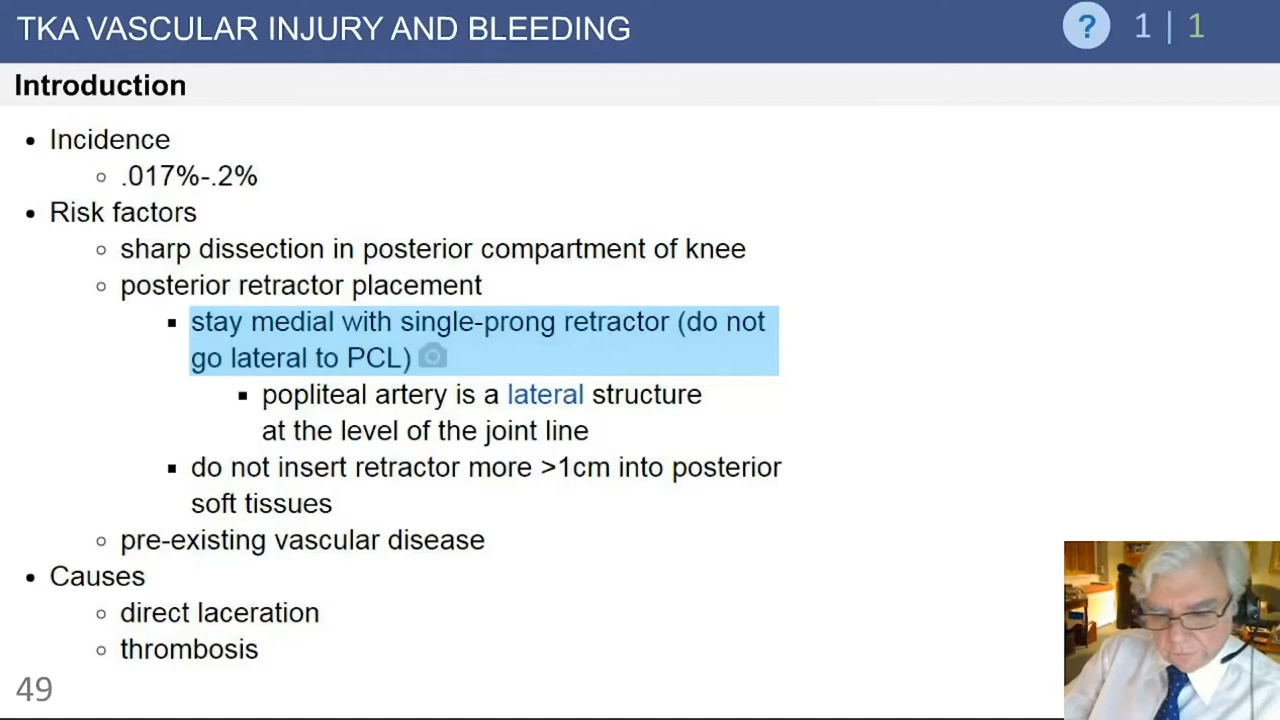 TKA VASCULAR INJURY AND BLEEDING
? 1 | 1
Introduction
• Incidence
◦ .017%-.2%
• Risk factors
◦ sharp dissection in posterior compartment of knee
◦ posterior retractor placement
▪ stay medial with single-prong retractor (do not
go lateral to PCL)
▪ popliteal artery is a lateral structure
at the level of the joint line
▪ do not insert retractor more >1cm into posterior
soft tissues
◦ pre-existing vascular disease
• Causes
◦ direct laceration
◦ thrombosis
49